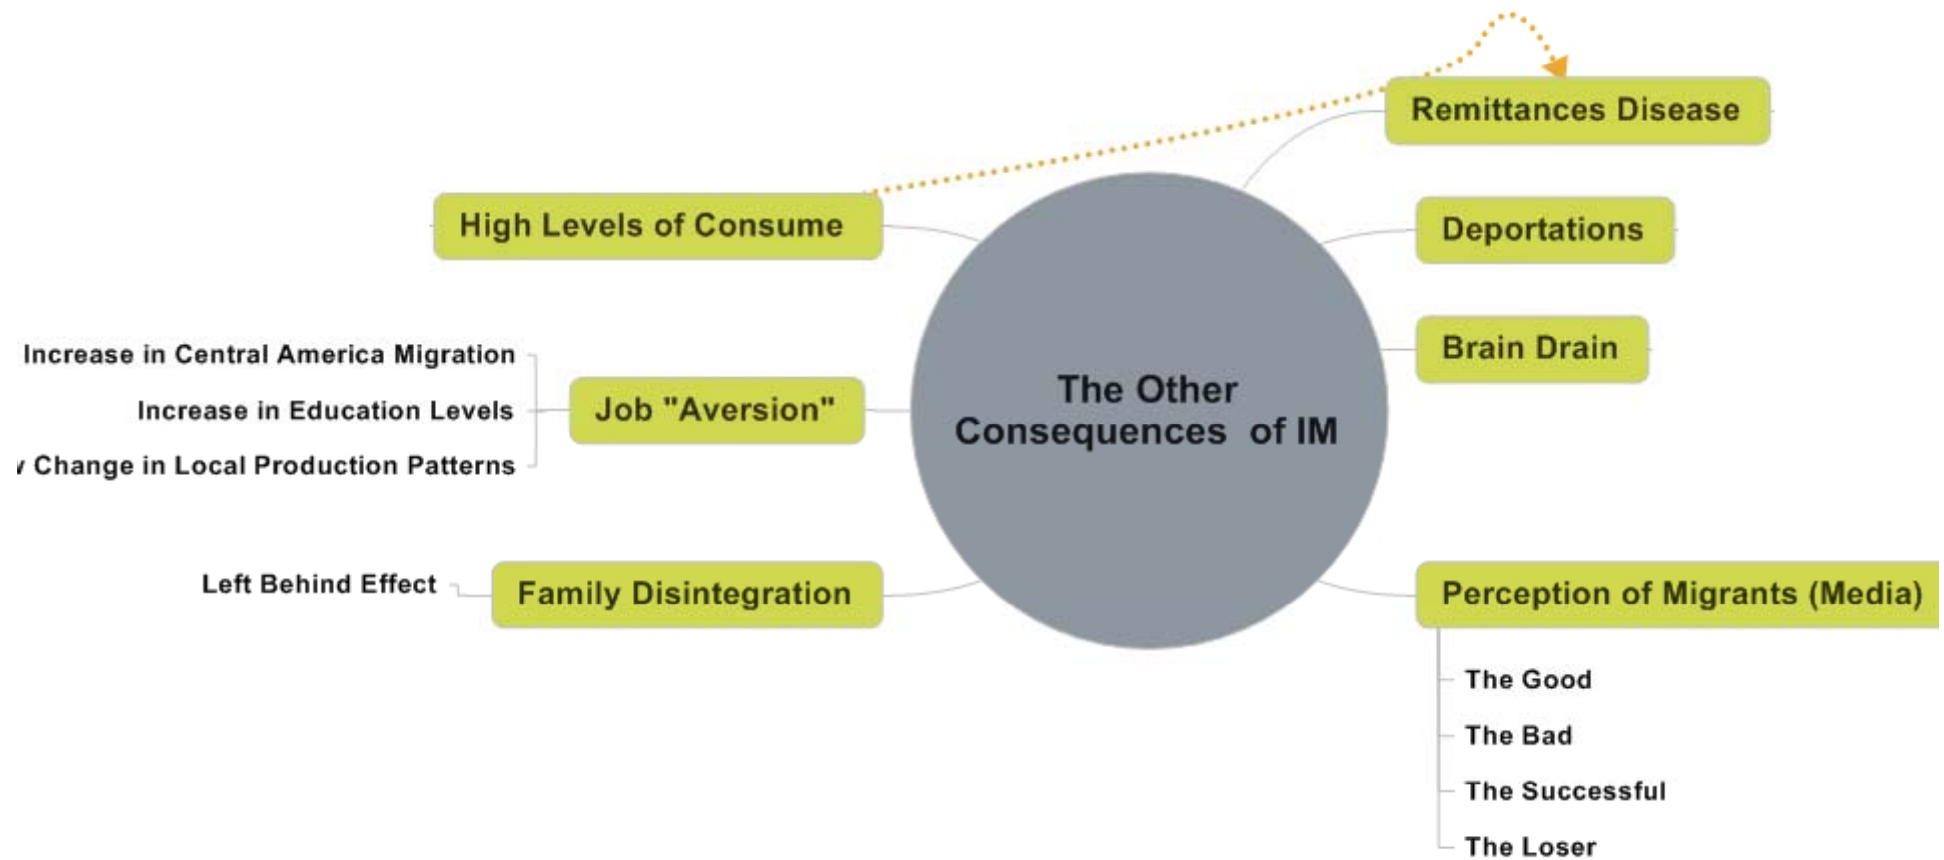 Remittances Disease
High Levels of Consume
Deportations
Brain Drain
Increase in Central America Migration
Increase in Education Levels
Change in Local Production Patterns
Job "Aversion"
The Other
Consequences of IM
Left Behind Effect
Family Disintegration
Perception of Migrants (Media)
The Good
The Bad
The Successful
The Loser